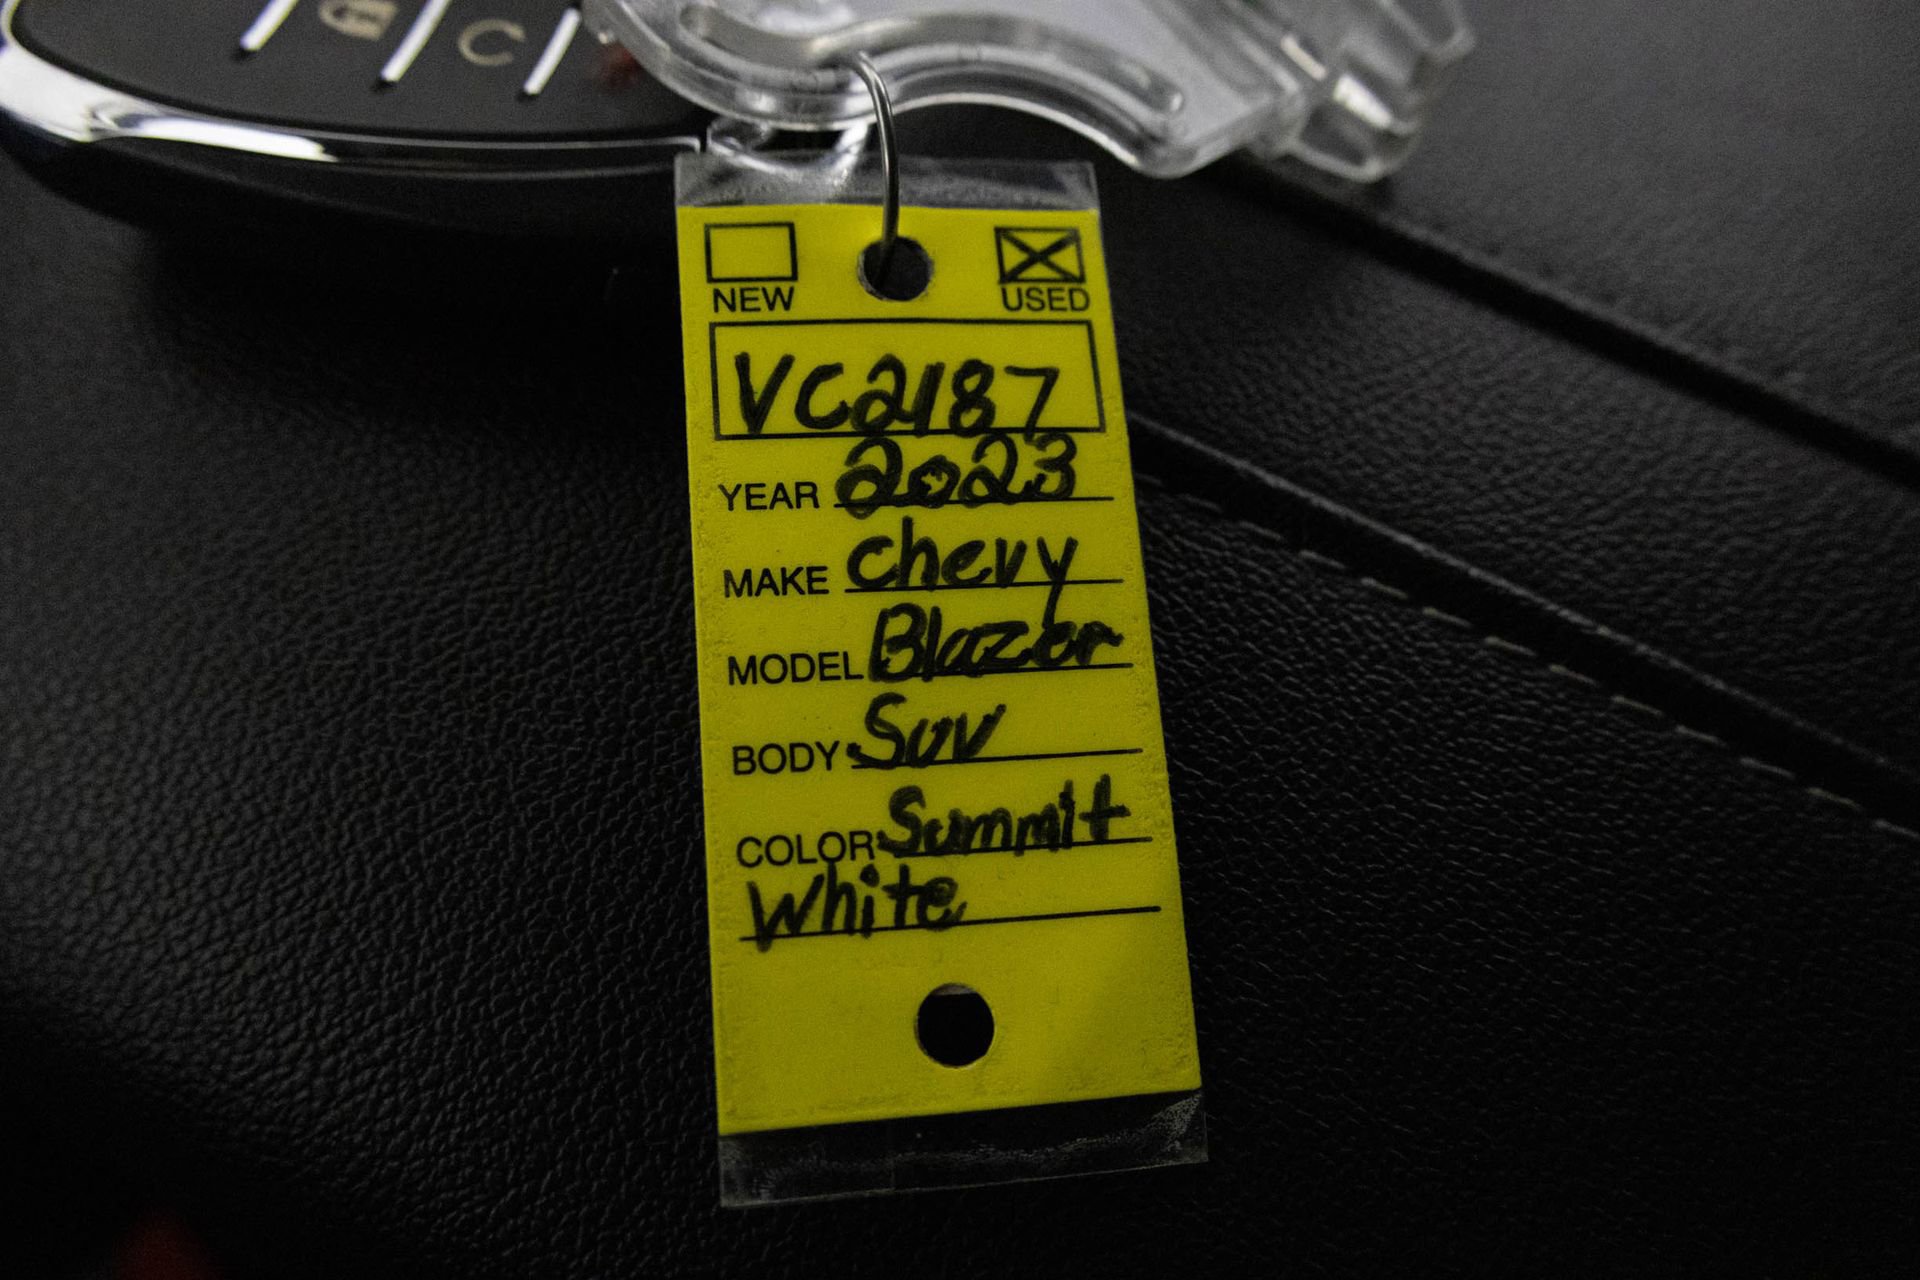 NEW USED
VC2187
YEAR 2023
MAKE chevy
MODEL Blazer
BODY Suv
COLOR Summit
White